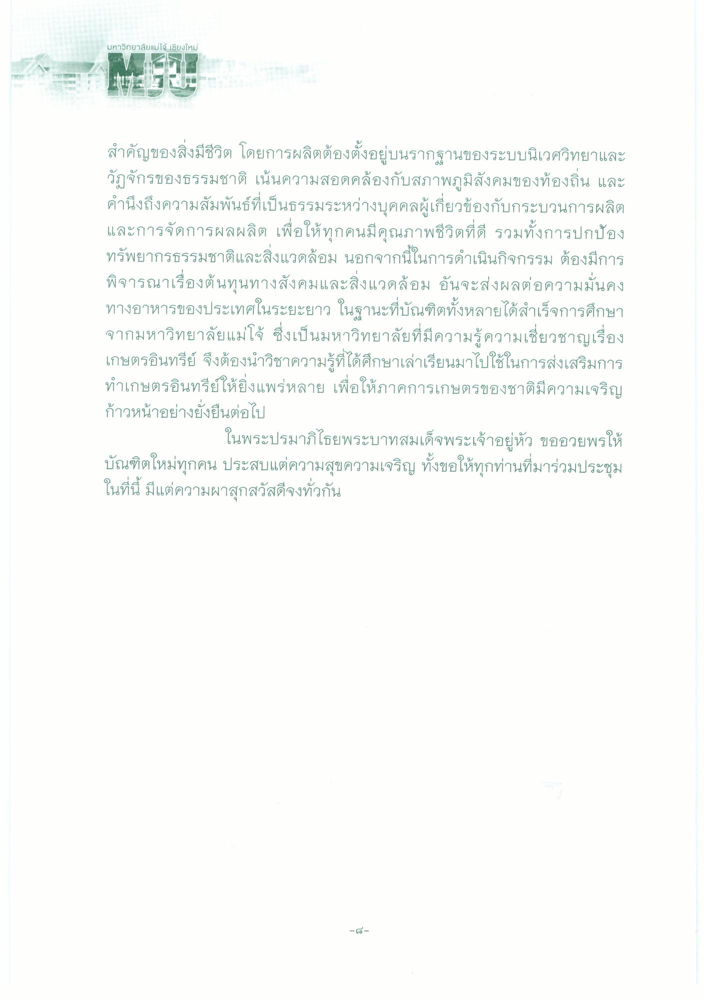 มหาวิทยาลัยแม่โจ้ เชียงใหม่
MJU
Maejo University
สำคัญของสิ่งมีชีวิต โดยการผลิตต้องตั้งอยู่บนรากฐานของระบบนิเวศวิทยาและ
วัฏจักรของธรรมชาติ เน้นความสอดคล้องกับสภาพภูมิสังคมของท้องถิ่น และ
คำนึงถึงความสัมพันธ์ที่เป็นธรรมระหว่างบุคคลผู้เกี่ยวข้องกับกระบวนการผลิต
และการจัดการผลผลิต เพื่อให้ทุกคนมีคุณภาพชีวิตที่ดี รวมทั้งการปกป้อง
ทรัพยากรธรรมชาติและสิ่งแวดล้อม นอกจากนี้ในการดำเนินกิจกรรม ต้องมีการ
พิจารณาเรื่องต้นทุนทางสังคมและสิ่งแวดล้อม อันจะส่งผลต่อความมั่นคง
ทางอาหารของประเทศในระยะยาว ในฐานะที่บัณฑิตทั้งหลายได้สำเร็จการศึกษา
จากมหาวิทยาลัยแม่โจ้ ซึ่งเป็นมหาวิทยาลัยที่มีความรู้ความเชี่ยวชาญเรื่อง
เกษตรอินทรีย์ จึงต้องนำวิชาความรู้ที่ได้ศึกษาเล่าเรียนมาไปใช้ในการส่งเสริมการ
ทำเกษตรอินทรีย์ให้ยิ่งแพร่หลาย เพื่อให้ภาคการเกษตรของชาติมีความเจริญ
ก้าวหน้าอย่างยั่งยืนต่อไป
ในพระปรมาภิไธยพระบาทสมเด็จพระเจ้าอยู่หัว ขออวยพรให้
บัณฑิตใหม่ทุกคน ประสบแต่ความสุขความเจริญ ทั้งขอให้ทุกท่านที่มาร่วมประชุม
ในที่นี้ มีแต่ความผาสุกสวัสดีจงทั่วกัน
-๘-